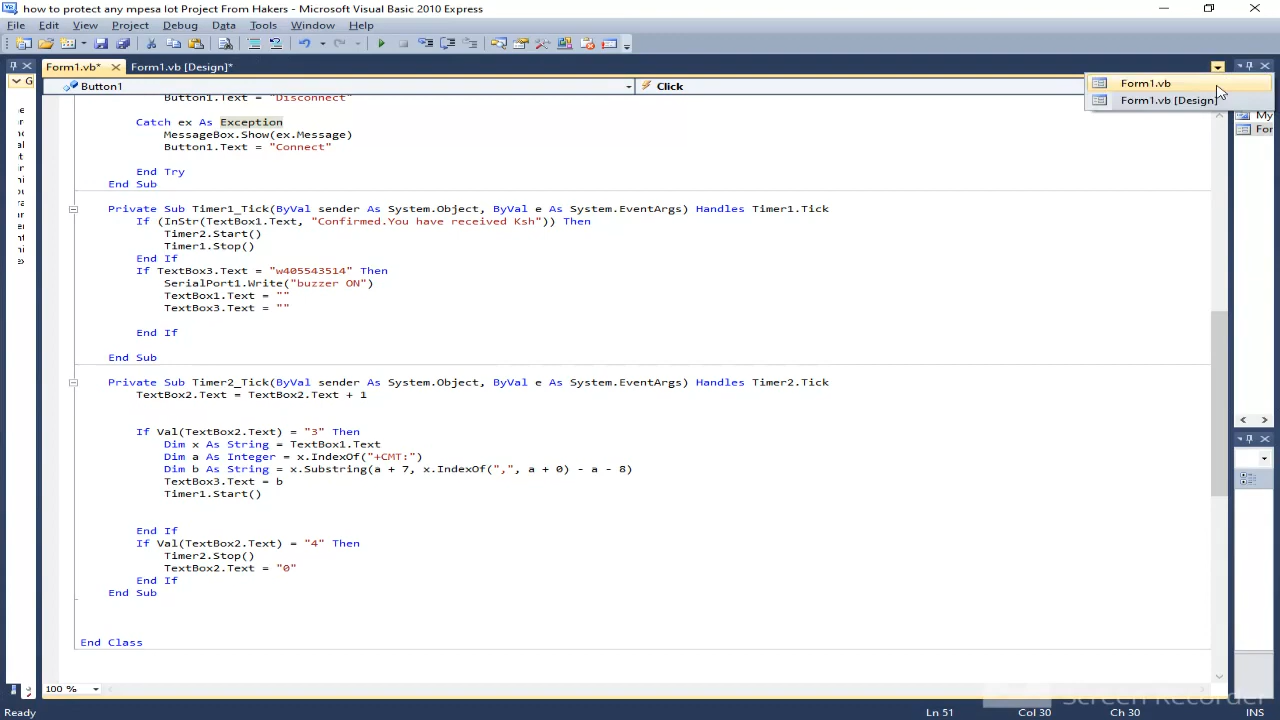 how to protect any mpesa Iot Project From Hakers - Microsoft Visual Basic 2010 Express
File Edit View Project Debug Data Tools Window Help
Form1.vb* Form1.vb [Design]*
Button1 Click
Form1.vb
Form1.vb [Design]
Button1.Text = "Disconnect"
Catch ex As Exception
MessageBox.Show(ex.Message)
Button1.Text = "Connect"
End Try
End Sub
Private Sub Timer1_Tick(ByVal sender As System.Object, ByVal e As System.EventArgs) Handles Timer1.Tick
If (InStr(TextBox1.Text, "Confirmed.You have received Ksh")) Then
Timer2.Start()
Timer1.Stop()
End If
If TextBox3.Text = "w405543514" Then
SerialPort1.Write("buzzer ON")
TextBox1.Text = ""
TextBox3.Text = ""
End If
End Sub
Private Sub Timer2_Tick(ByVal sender As System.Object, ByVal e As System.EventArgs) Handles Timer2.Tick
TextBox2.Text = TextBox2.Text + 1
If Val(TextBox2.Text) = "3" Then
Dim x As String = TextBox1.Text
Dim a As Integer = x.IndexOf("+CMT:")
Dim b As String = x.Substring(a + 7, x.IndexOf(",", a + 0) - a - 8)
TextBox3.Text = b
Timer1.Start()
End If
If Val(TextBox2.Text) = "4" Then
Timer2.Stop()
TextBox2.Text = "0"
End If
End Sub
End Class
100 %
Screen Recorder
Ready Ln 51 Col 30 Ch 30 INS